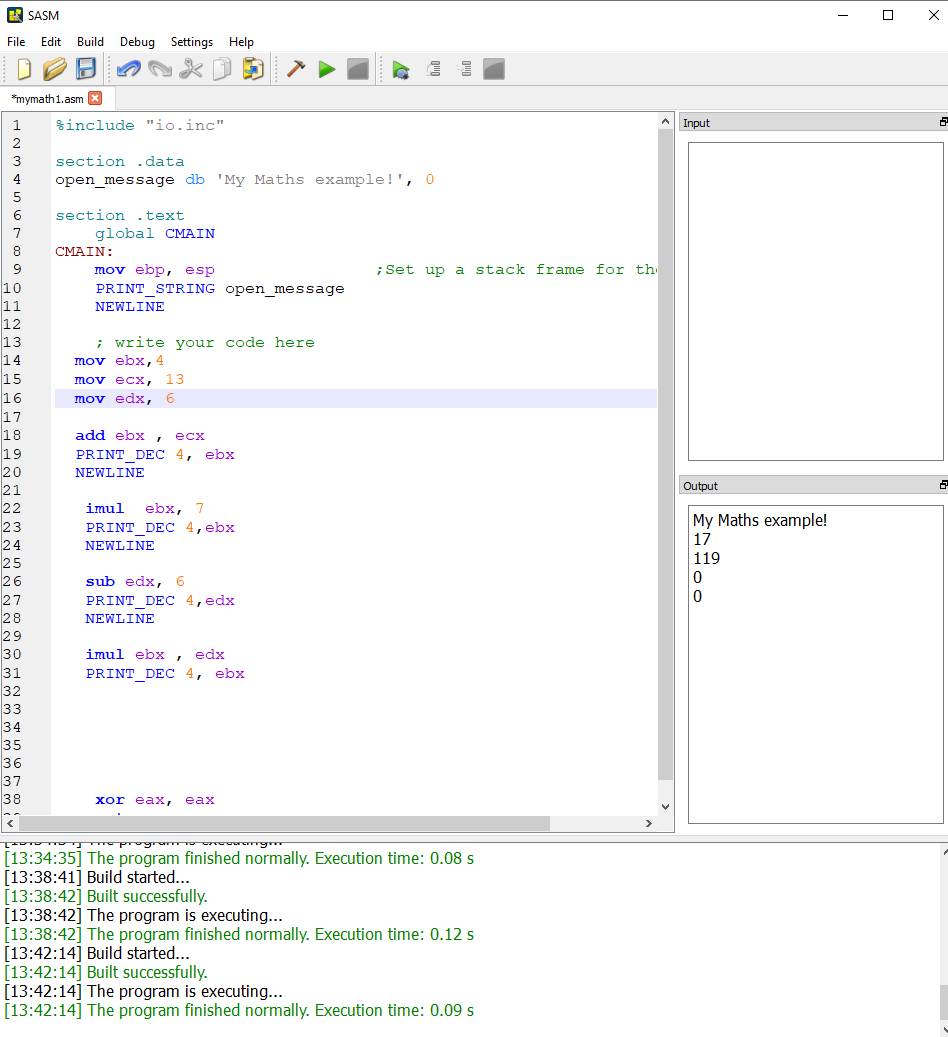 SASM
File Edit Build Debug Settings Help
*mymath1.asm
1 %include "io.inc"
2
3 section .data
4 open_message db 'My Maths example!', 0
5
6 section .text
7 global CMAIN
8 CMAIN:
9 mov ebp, esp ;Set up a stack frame for the
10 PRINT_STRING open_message
11 NEWLINE
12
13 ; write your code here
14 mov ebx,4
15 mov ecx, 13
16 mov edx, 6
17
18 add ebx , ecx
19 PRINT_DEC 4, ebx
20 NEWLINE
21
22 imul ebx, 7
23 PRINT_DEC 4,ebx
24 NEWLINE
25
26 sub edx, 6
27 PRINT_DEC 4,edx
28 NEWLINE
29
30 imul ebx , edx
31 PRINT_DEC 4, ebx
32
33
34
35
36
37
38 xor eax, eax
Input
Output
My Maths example!
17
119
0
0
[13:34:35] The program finished normally. Execution time: 0.08 s
[13:38:41] Build started...
[13:38:42] Built successfully.
[13:38:42] The program is executing...
[13:38:42] The program finished normally. Execution time: 0.12 s
[13:42:14] Build started...
[13:42:14] Built successfully.
[13:42:14] The program is executing...
[13:42:14] The program finished normally. Execution time: 0.09 s